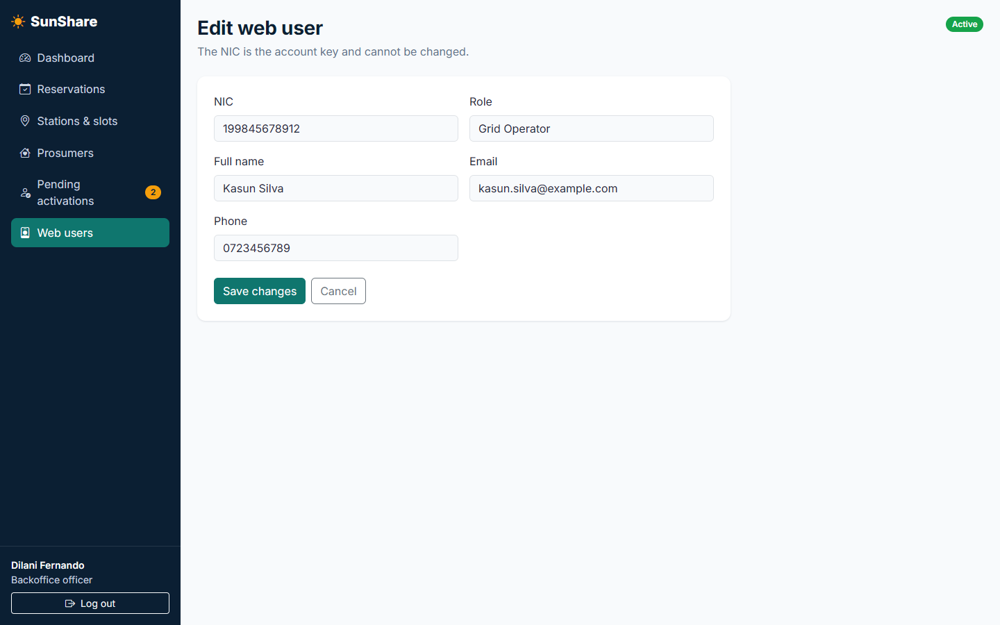 SunShare
Dashboard
Reservations
Stations & slots
Prosumers
Pending
activations
2
Web users
Dilani Fernando
Backoffice officer
Log out
Edit web user
Active
The NIC is the account key and cannot be changed.
NIC
Role
199845678912
Grid Operator
Full name
Email
Kasun Silva
kasun.silva@example.com
Phone
0723456789
Save changes
Cancel